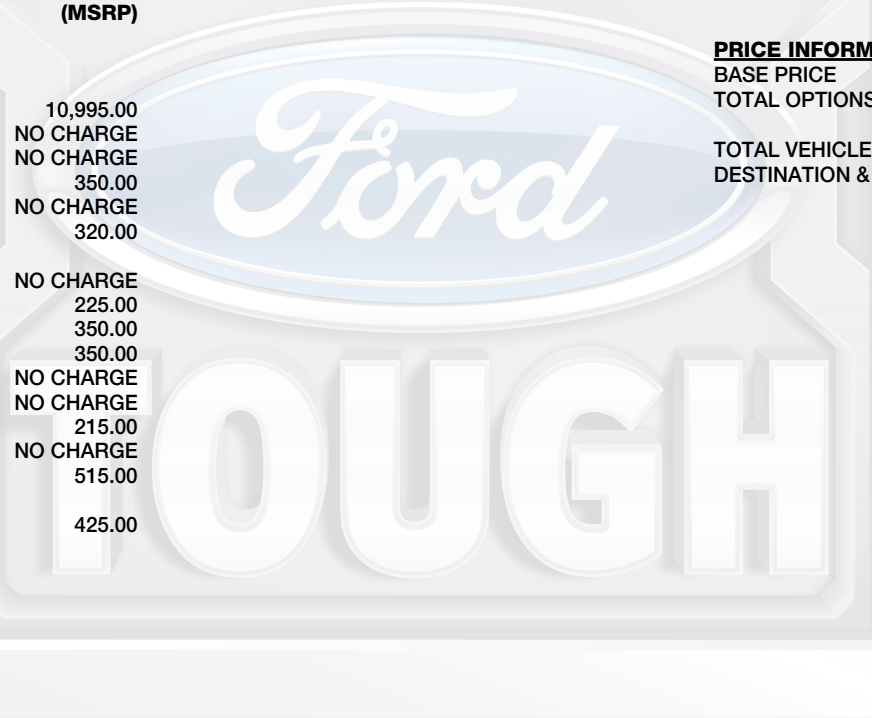 (MSRP)
10,995.00
NO CHARGE
NO CHARGE
350.00
NO CHARGE
320.00
NO CHARGE
225.00
350.00
350.00
NO CHARGE
NO CHARGE
215.00
NO CHARGE
515.00
425.00
PRICE INFORM
BASE PRICE
TOTAL OPTIONS
TOTAL VEHICLE
DESTINATION &
Ford
TOUGH